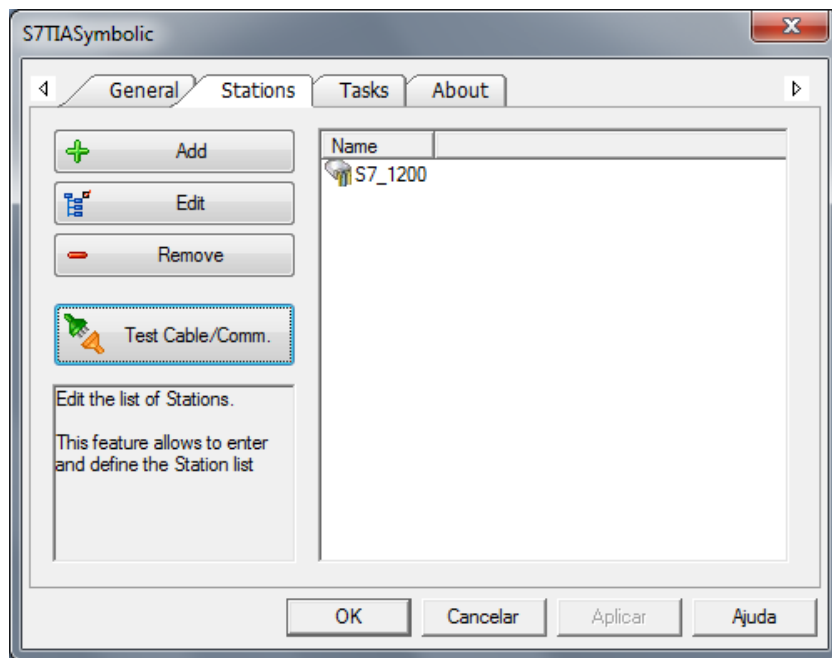 S7TIASymbolic
General Stations Tasks About
Add
Edit
Remove
Test Cable/Comm.
Edit the list of Stations.
This feature allows to enter
and define the Station list
Name
S7_1200
OK Cancelar Aplicar Ajuda